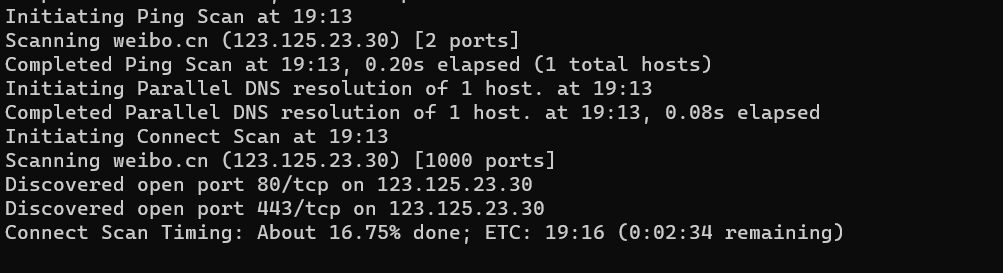 Initiating Ping Scan at 19:13
Scanning weibo.cn (123.125.23.30) [2 ports]
Completed Ping Scan at 19:13, 0.20s elapsed (1 total hosts)
Initiating Parallel DNS resolution of 1 host. at 19:13
Completed Parallel DNS resolution of 1 host. at 19:13, 0.08s elapsed
Initiating Connect Scan at 19:13
Scanning weibo.cn (123.125.23.30) [1000 ports]
Discovered open port 80/tcp on 123.125.23.30
Discovered open port 443/tcp on 123.125.23.30
Connect Scan Timing: About 16.75% done; ETC: 19:16 (0:02:34 remaining)